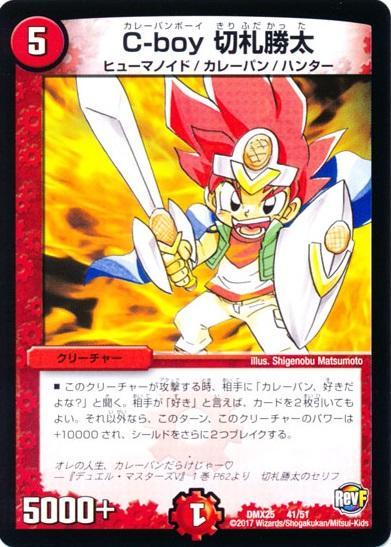 カレーパンボーイ きりふだかった
5
C-boy 切札勝太
ヒューマノイド / カレーパン / ハンター
クリーチャー
illus. Shigenobu Matsumoto
■ このクリーチャーが攻撃する時、相手に「カレーパン、好きだ
よな?」と聞く。相手が「好き」と言えば、カードを2枚引いても
よい。それ以外なら、このターン、このクリーチャーのパワーは
+10000 され、シールドをさらに2つブレイクする。
オレの人生、カレーパンだらけじゃー♡
―『デュエル・マスターズV』1巻 P62より 切札勝太のセリフ
5000+
1
DMX25 41/51
RevF
©2017 Wizards/Shogakukan/Mitsui-Kids